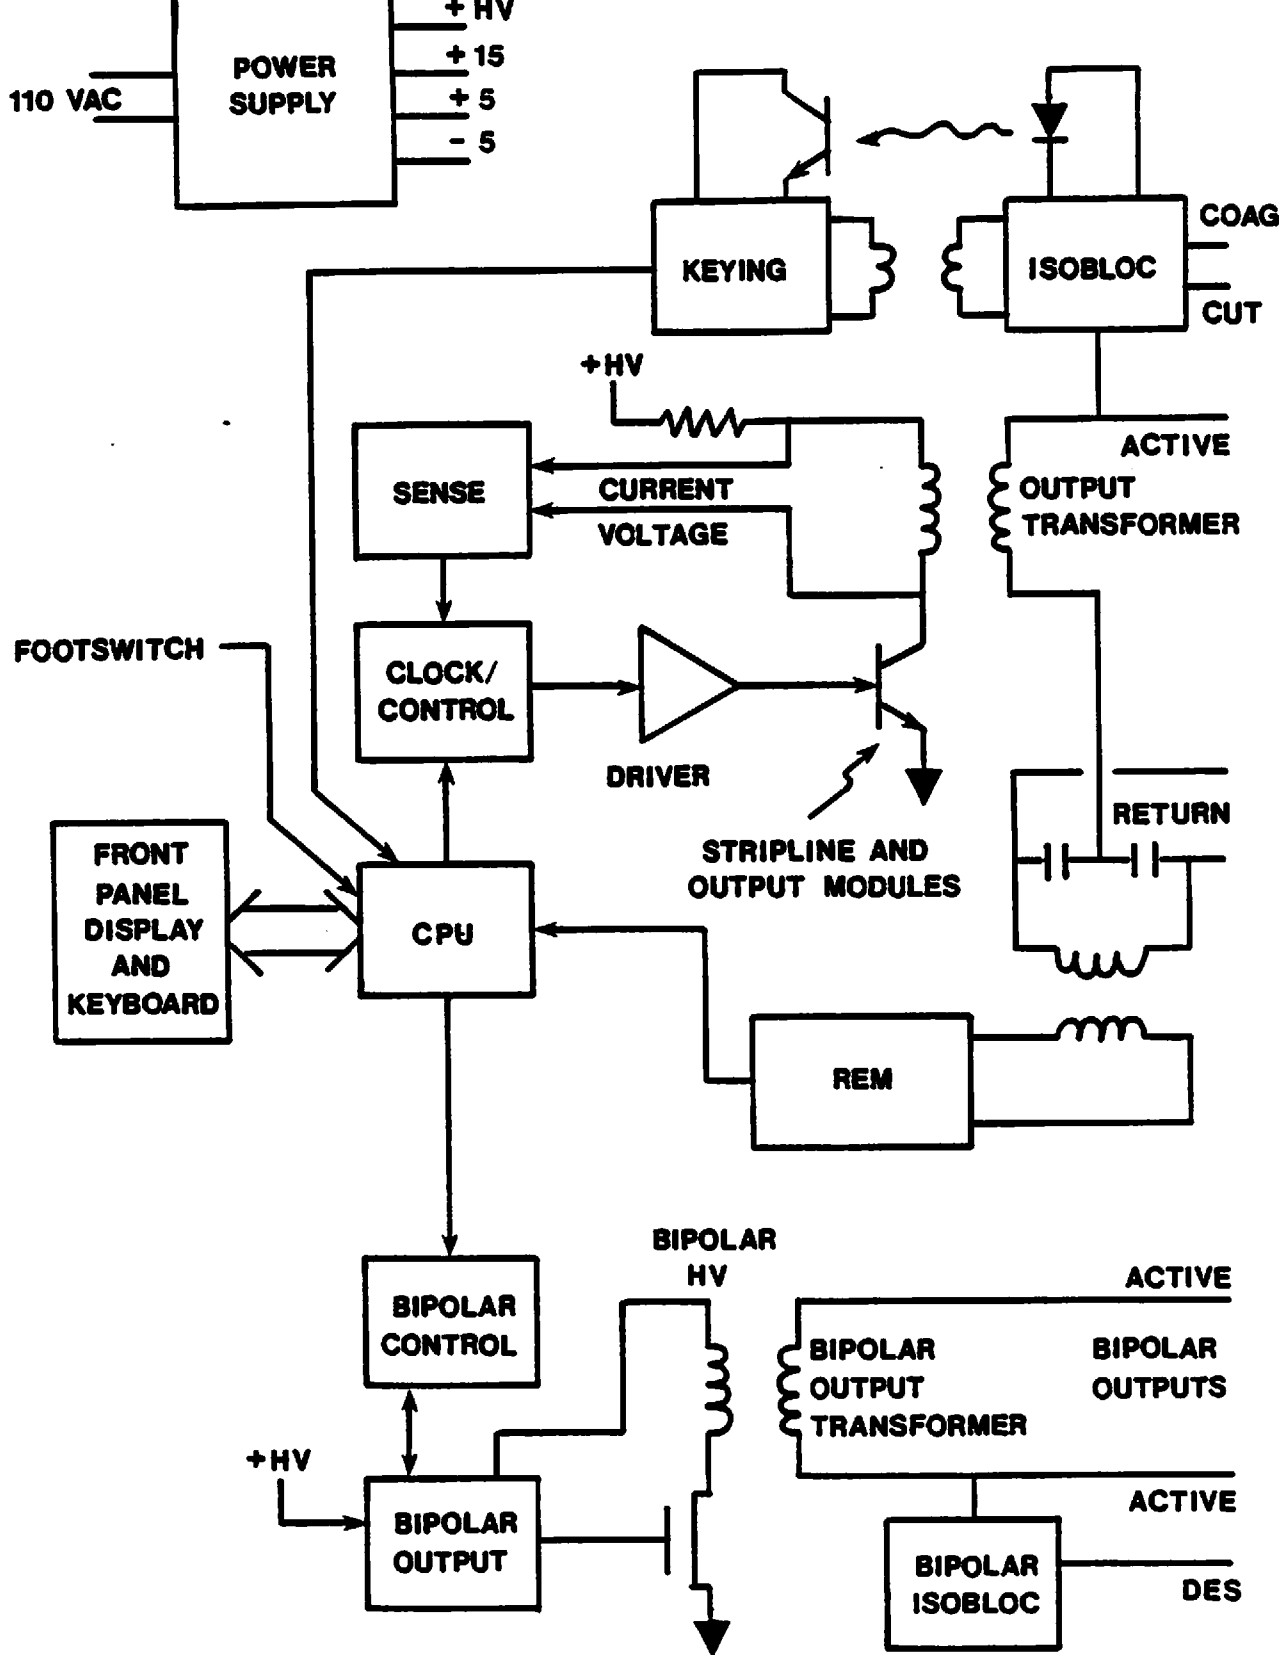 + HV
POWER
SUPPLY
+ 15
+ 5
- 5
110 VAC
COAG
KEYING
ISOBLOC
CUT
+HV
ACTIVE
SENSE
CURRENT
VOLTAGE
OUTPUT
TRANSFORMER
FOOTSWITCH
CLOCK/
CONTROL
DRIVER
RETURN
STRIPLINE AND
OUTPUT MODULES
FRONT
PANEL
DISPLAY
AND
KEYBOARD
CPU
REM
BIPOLAR
HV
ACTIVE
BIPOLAR
CONTROL
BIPOLAR
OUTPUT
TRANSFORMER
BIPOLAR
OUTPUTS
+HV
ACTIVE
BIPOLAR
OUTPUT
BIPOLAR
ISOBLOC
DES